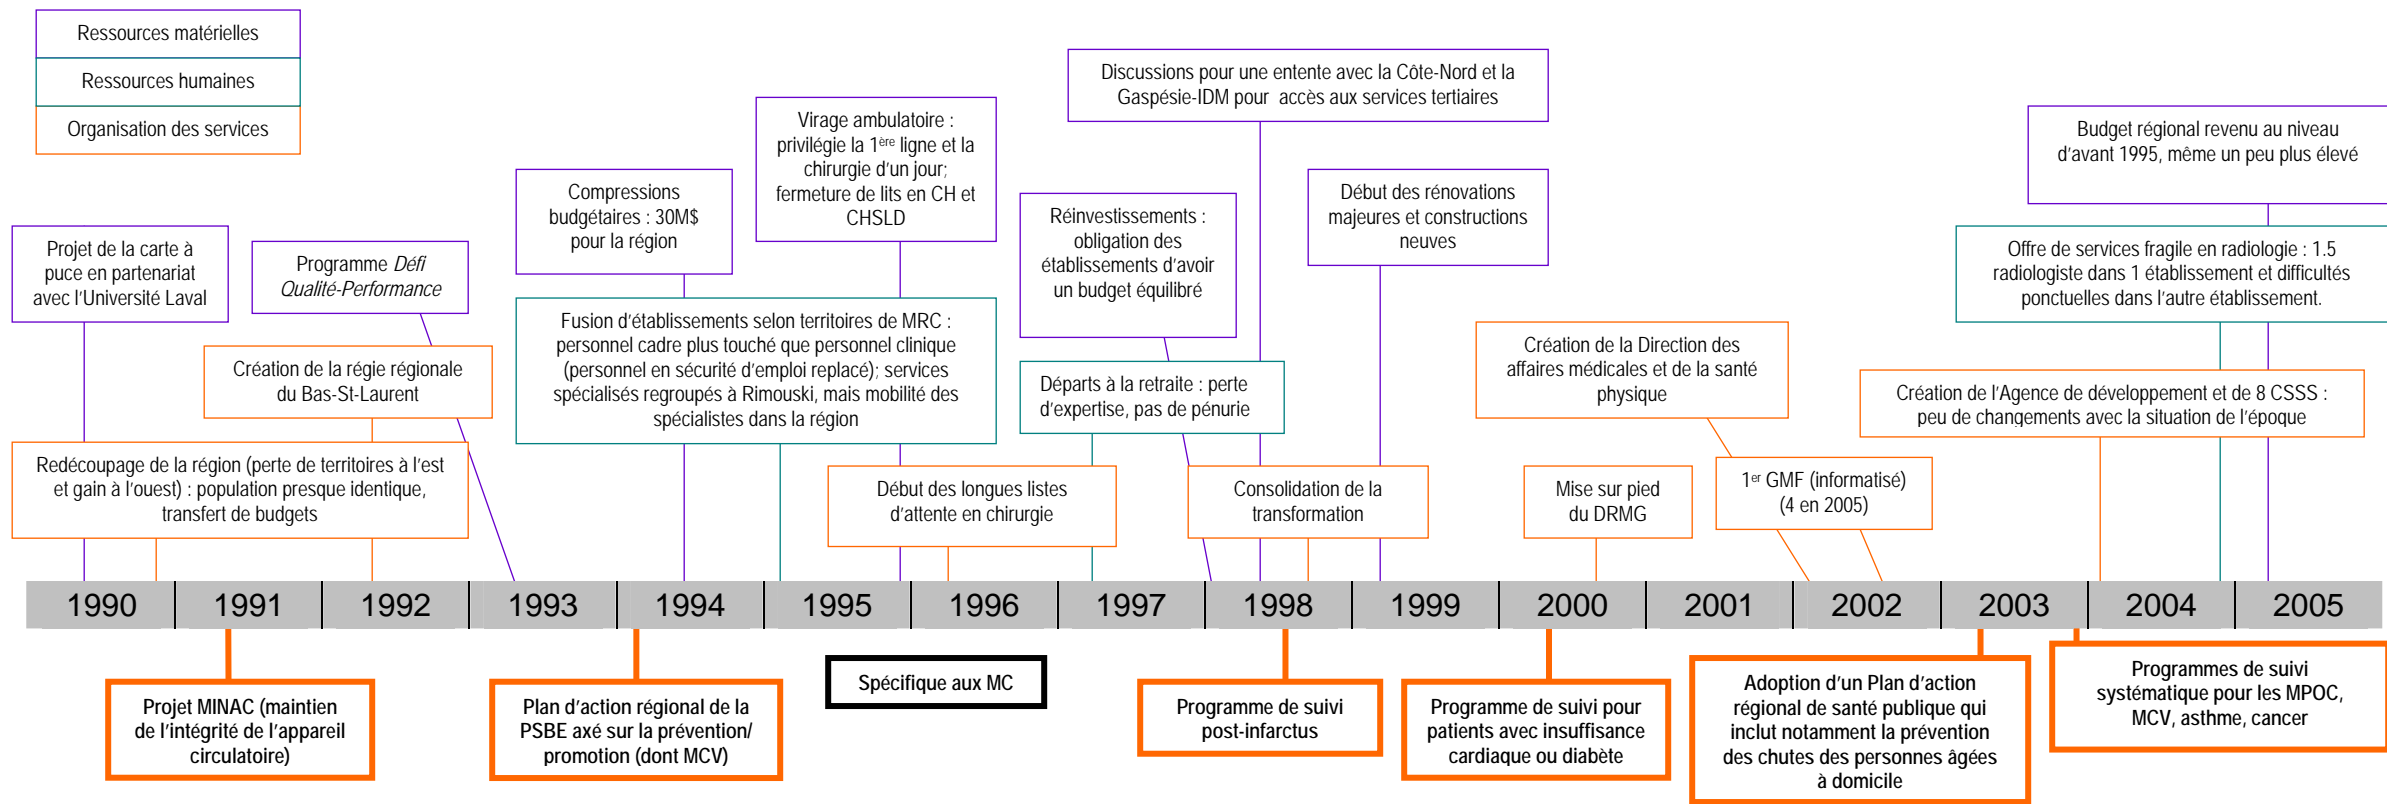 Ressources matérielles
Ressources humaines
Organisation des services
Projet de la carte à
puce en partenariat
avec l'Université Laval
Programme Défi
Qualité-Performance
Création de la régie régionale
du Bas-St-Laurent
Redécoupage de la région (perte de territoires à l'est
et gain à l'ouest) : population presque identique,
transfert de budgets
Compressions
budgétaires : 30M$
pour la région
Virage ambulatoire :
privilégie la 1ère ligne et la
chirurgie d'un jour;
fermeture de lits en CH et
CHSLD
Fusion d'établissements selon territoires de MRC :
personnel cadre plus touché que personnel clinique
(personnel en sécurité d'emploi replacé); services
spécialisés regroupés à Rimouski, mais mobilité des
spécialistes dans la région
Début des longues listes
d'attente en chirurgie
Discussions pour une entente avec la Côte-Nord et la
Gaspésie-IDM pour accès aux services tertiaires
Réinvestissements :
obligation des
établissements d'avoir
un budget équilibré
Début des rénovations
majeures et constructions
neuves
Départs à la retraite : perte
d'expertise, pas de pénurie
Consolidation de la
transformation
Création de la Direction des
affaires médicales et de la santé
physique
Mise sur pied
du DRMG
1er GMF (informatisé)
(4 en 2005)
Budget régional revenu au niveau
d'avant 1995, même un peu plus élevé
Offre de services fragile en radiologie : 1.5
radiologiste dans 1 établissement et difficultés
ponctuelles dans l'autre établissement.
Création de l'Agence de développement et de 8 CSSS :
peu de changements avec la situation de l'époque
1990 1991 1992 1993 1994 1995 1996 1997 1998 1999 2000 2001 2002 2003 2004 2005
Projet MINAC (maintien
de l'intégrité de l'appareil
circulatoire)
Plan d'action régional de la
PSBE axé sur la prévention/
promotion (dont MCV)
Spécifique aux MC
Programme de suivi
post-infarctus
Programme de suivi pour
patients avec insuffisance
cardiaque ou diabète
Adoption d'un Plan d'action
régional de santé publique qui
inclut notamment la prévention
des chutes des personnes âgées
à domicile
Programmes de suivi
systématique pour les MPOC,
MCV, asthme, cancer